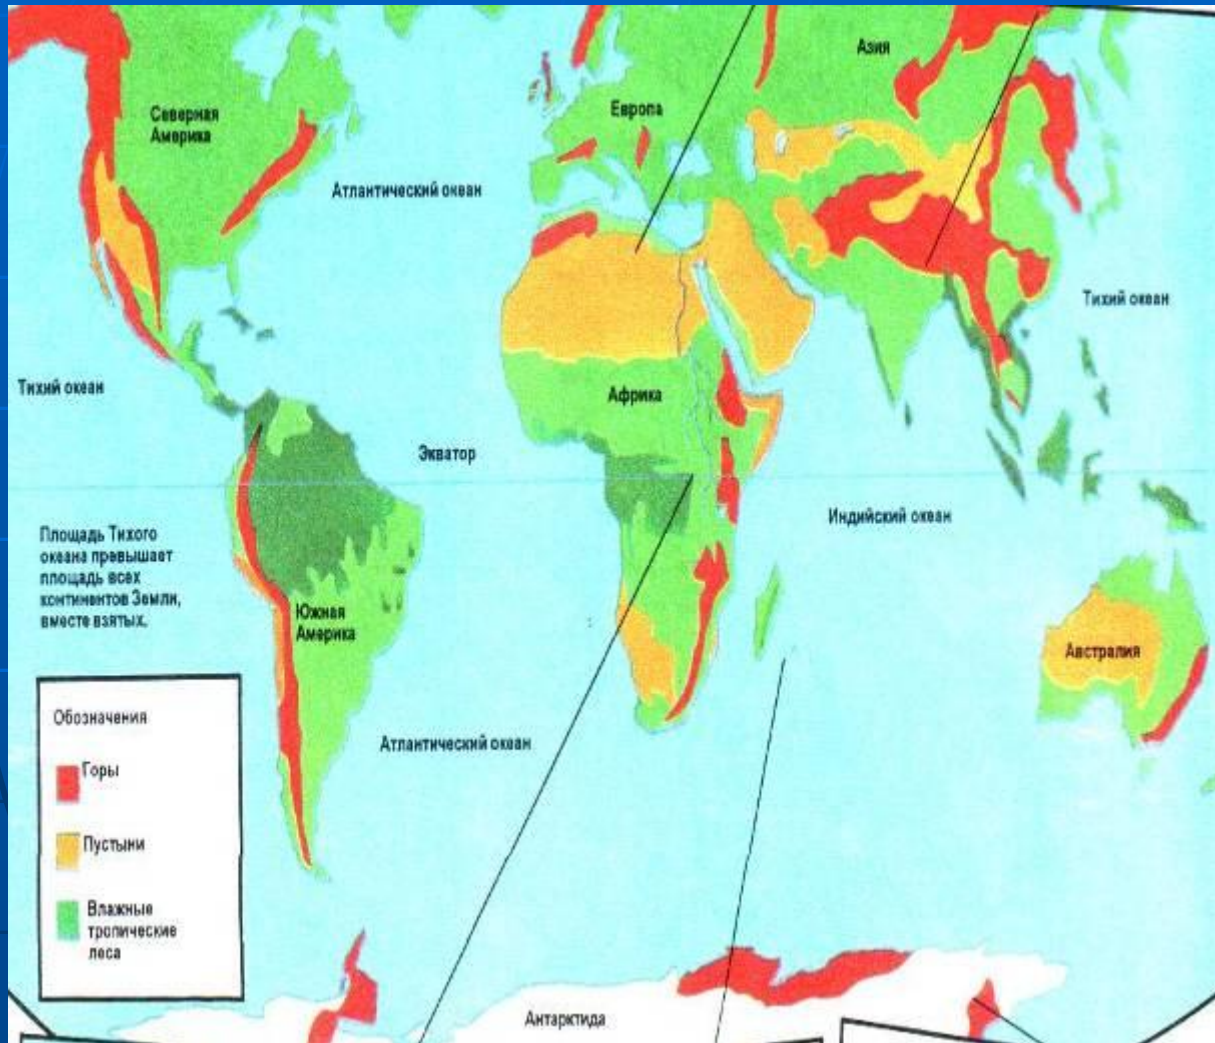 Азия
Северная
Америка
Европа
Атлантический океан
Тихий океан
Тихий океан
Африка
Экватор
Индийский океан
Площадь Тихого
океана превышает
площадь всех
континентов Земли,
вместе взятых.
Южная
Америка
Австралия
Обозначения
Атлантический океан
Горы
Пустыни
Влажные
тропические
леса
Антарктида